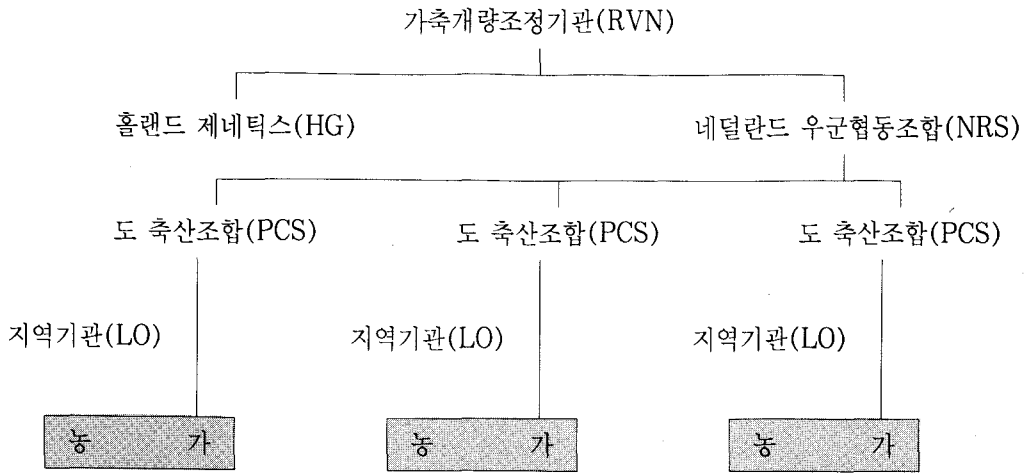 가축개량조정기관(RVN)
홀랜드 제네틱스(HG) 네덜란드 우군협동조합(NRS)
도 축산조합(PCS) 도 축산조합(PCS) 도 축산조합(PCS)
지역기관(LO) 지역기관(LO) 지역기관(LO)
농 가 농 가 농 가